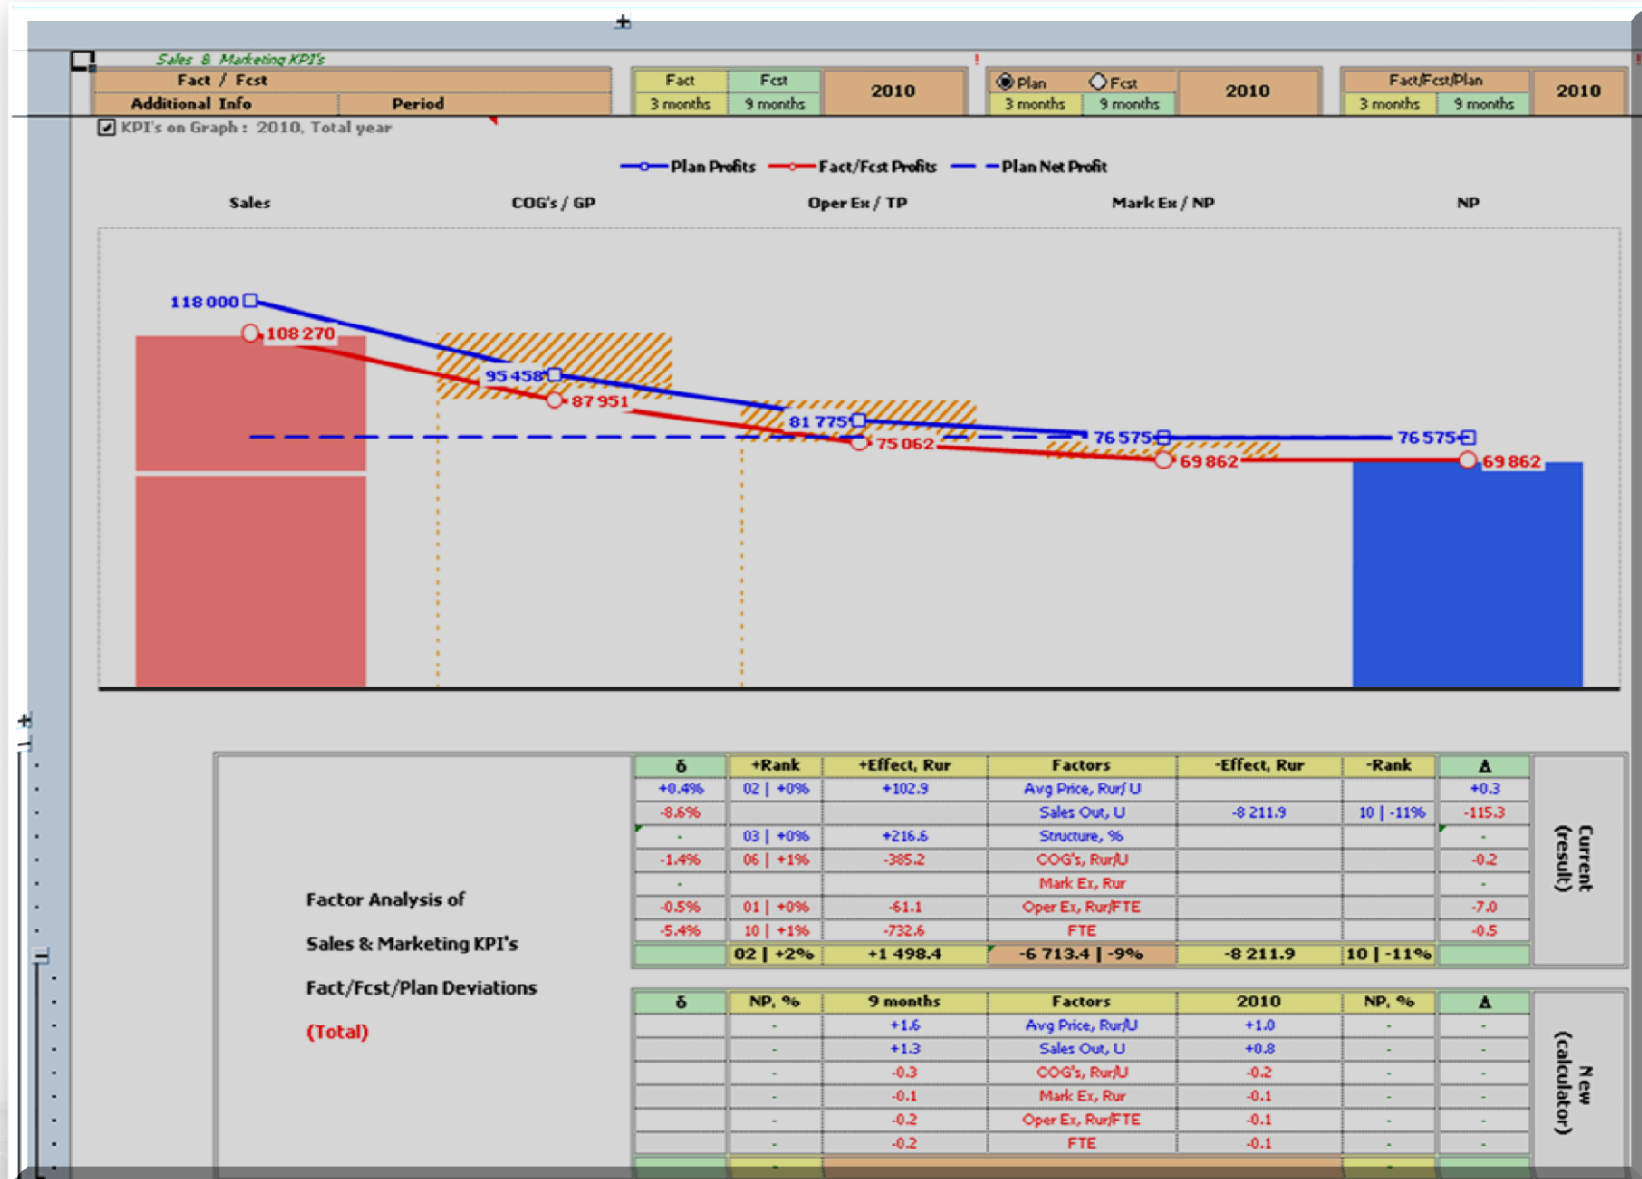 Sales & Marketing KPI's
Fact / Fcst
Additional Info Period
Fact Fcst 2010
3 months 9 months
Plan Fcst 2010
3 months 9 months
Fact/Fcst/Plan 2010
3 months 9 months
KPI's on Graph : 2010, Total year
Plan Profits Fact/Fcst Profits Plan Net Profit
Sales COG's / GP Oper Ex / TP Mark Ex / NP NP
118 000
108 270
95 458
87 951
81 775
75 062
76 575
69 862
76 575
69 862
Factor Analysis of
Sales & Marketing KPI's
Fact/Fcst/Plan Deviations
(Total)
δ +Rank +Effect, Rur Factors -Effect, Rur -Rank Δ
+0.4% 02 | +0% +102.9 Avg Price, Rur/ U +0.3
-8.6% Sales Out, U -8 211.9 10 | -11% -115.3
- 03 | +0% +216.6 Structure, % -
-1.4% 06 | +1% -385.2 COG's, Rur/U -0.2
- Mark Ex, Rur -
-0.5% 01 | +0% -61.1 Oper Ex, Rur/FTE -7.0
-5.4% 10 | +1% -732.6 FTE -0.5
02 | +2% +1 498.4 -6 713.4 | -9% -8 211.9 10 | -11%
Current
(result)
δ NP, % 9 months Factors 2010 NP, % Δ
- +1.6 Avg Price, Rur/U +1.0 - -
- +1.3 Sales Out, U +0.8 - -
- -0.3 COG's, Rur/U -0.2 - -
- -0.1 Mark Ex, Rur -0.1 - -
- -0.2 Oper Ex, Rur/FTE -0.1 - -
- -0.2 FTE -0.1 - -
- -
New
(calculator)